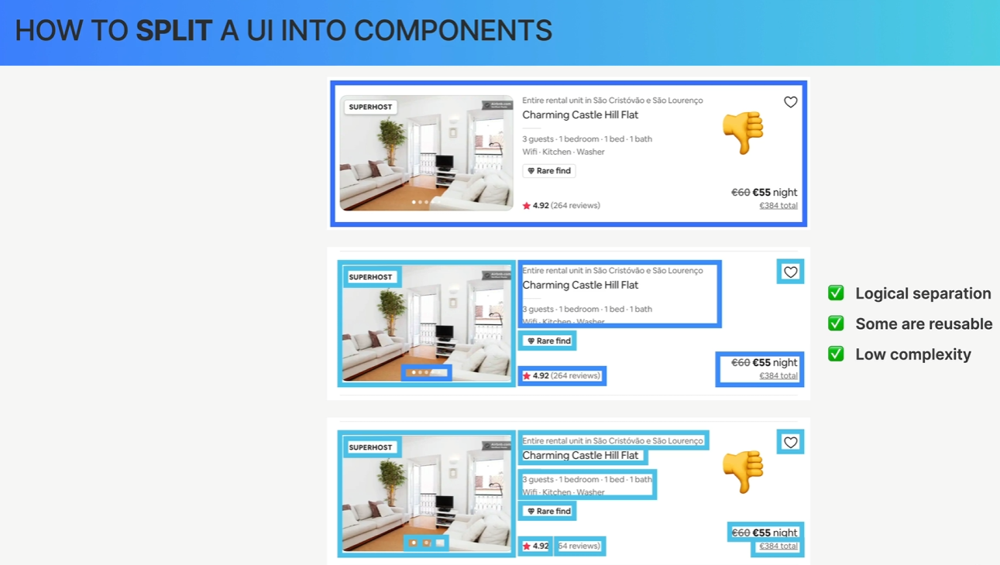 HOW TO SPLIT A UI INTO COMPONENTS
SUPERHOST
Entire rental unit in São Cristóvão e São Lourenço
Charming Castle Hill Flat
3 guests · 1 bedroom · 1 bed · 1 bath
Wifi · Kitchen · Washer
Rare find
€60 €55 night
4.92 (264 reviews)
€384 total
SUPERHOST
Entire rental unit in São Cristóvão e São Lourenço
Charming Castle Hill Flat
3 guests · 1 bedroom · 1 bed · 1 bath
Wifi · Kitchen · Washer
Rare find
€60 €55 night
4.92 (264 reviews)
€384 total
Logical separation
Some are reusable
Low complexity
SUPERHOST
Entire rental unit in São Cristóvão e São Lourenço
Charming Castle Hill Flat
3 guests · 1 bedroom · 1 bed · 1 bath
Wifi · Kitchen · Washer
Rare find
€60 €55 night
4.92 64 reviews)
€384 total